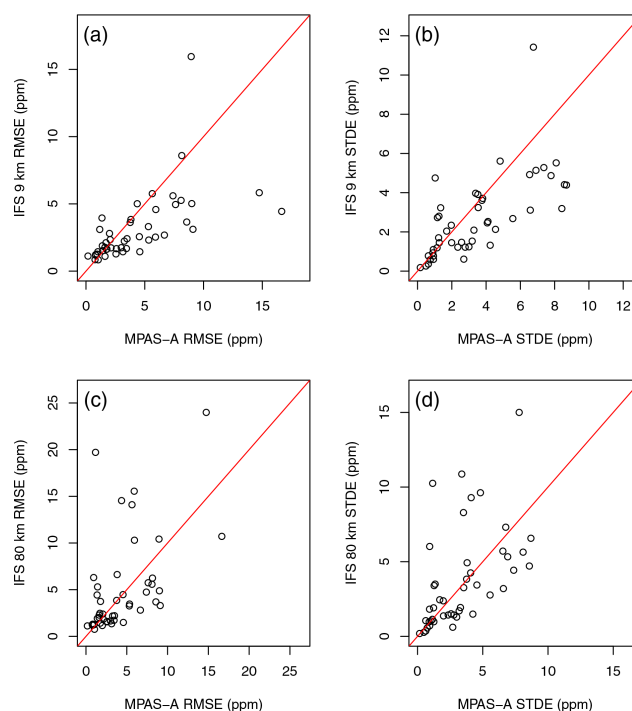 (a)
IFS 9 km RMSE (ppm)
15
10
5
0
0 5 10 15
MPAS−A RMSE (ppm)
(b)
IFS 9 km STDE (ppm)
12
10
8
6
4
2
0
0 2 4 6 8 10 12
MPAS−A STDE (ppm)
(c)
IFS 80 km RMSE (ppm)
25
20
15
10
5
0
0 5 10 15 20 25
MPAS−A RMSE (ppm)
(d)
IFS 80 km STDE (ppm)
15
10
5
0
0 5 10 15
MPAS−A STDE (ppm)